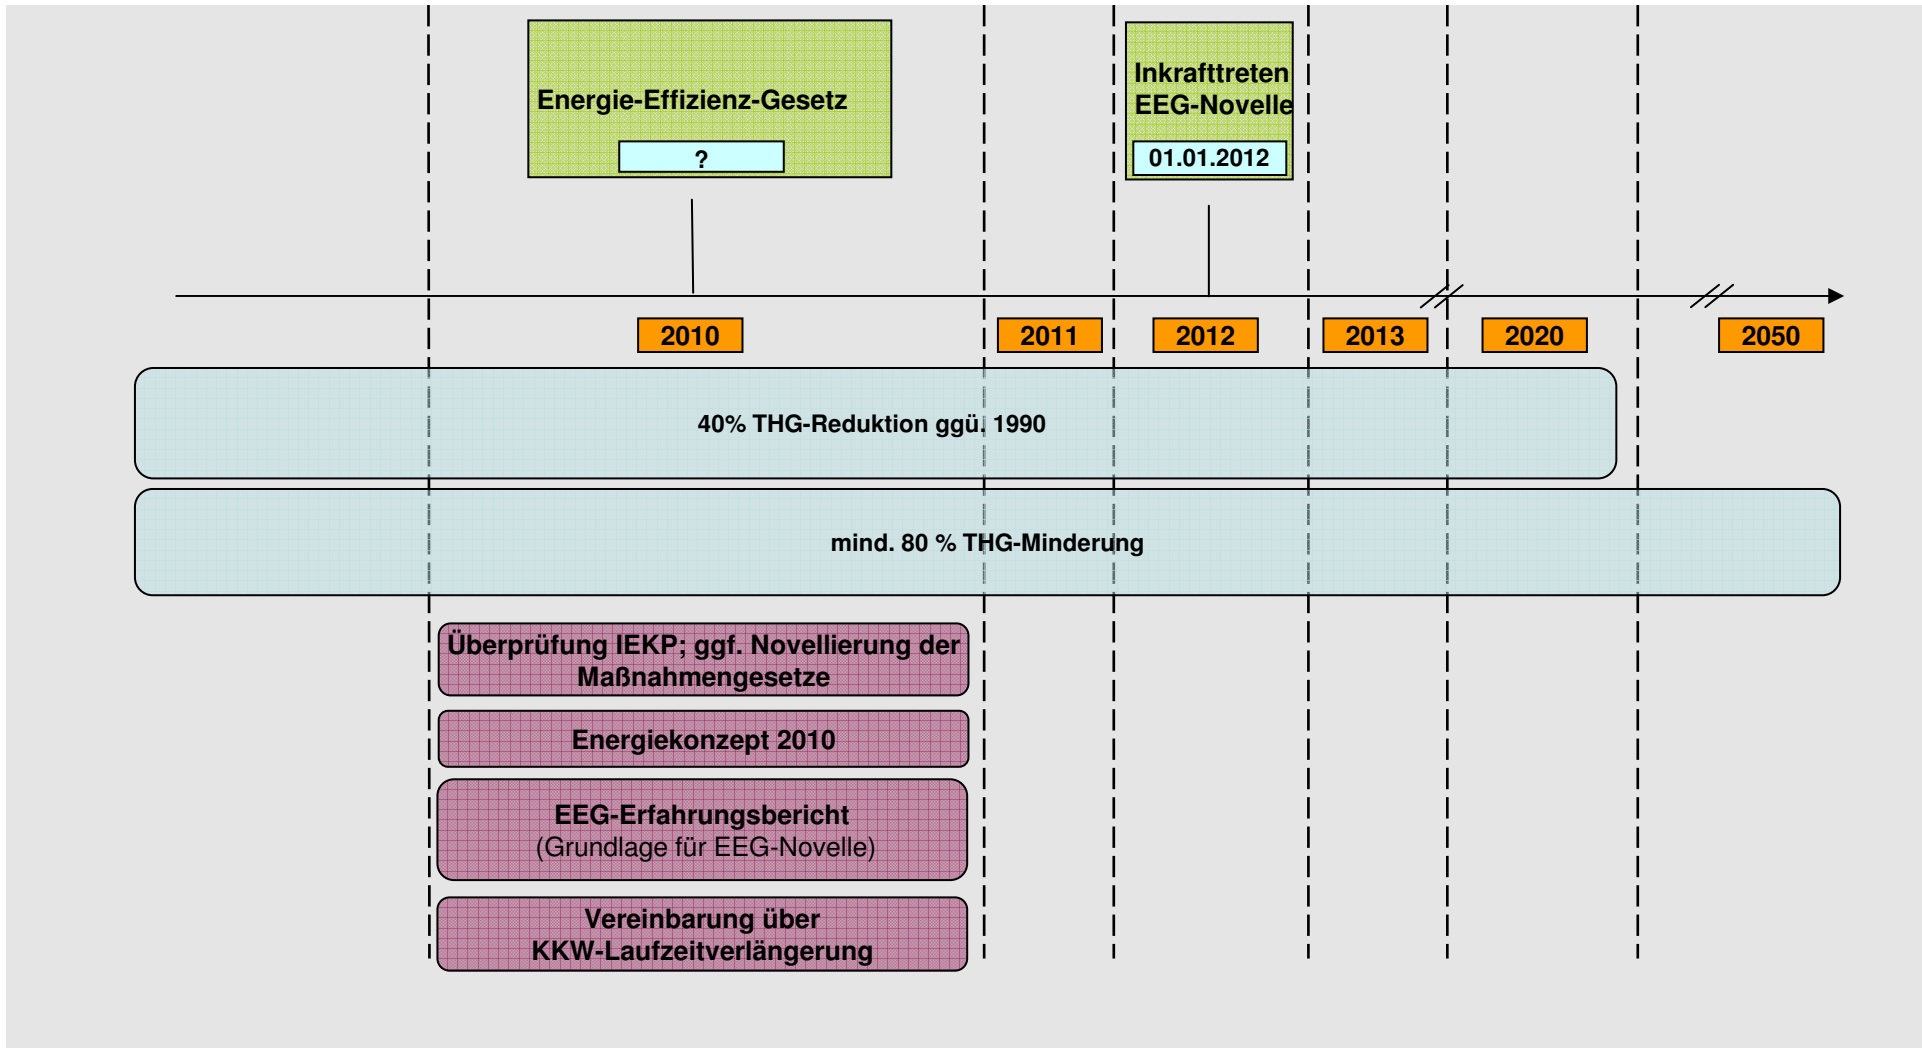 Energie-Effizienz-Gesetz
?
Inkrafttreten
EEG-Novelle
01.01.2012
2010
2011
2012
2013
2020
2050
40% THG-Reduktion ggü. 1990
mind. 80 % THG-Minderung
Überprüfung IEKP; ggf. Novellierung der
Maßnahmengesetze
Energiekonzept 2010
EEG-Erfahrungsbericht
(Grundlage für EEG-Novelle)
Vereinbarung über
KKW-Laufzeitverlängerung